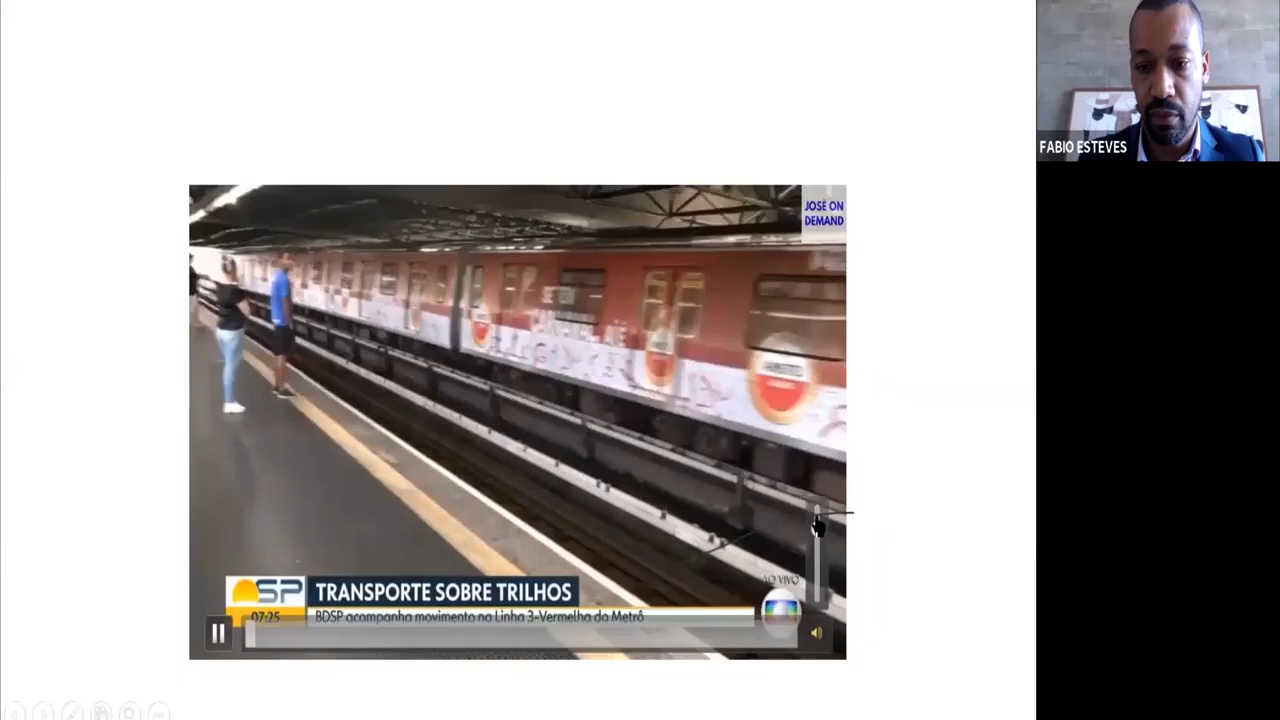 JOSÉ ON
DEMAND
FABIO ESTEVES
SP
TRANSPORTE SOBRE TRILHOS
AO VIVO
07:25
BDSP acompanha movimento na Linha 3-Vermelha do Metrô